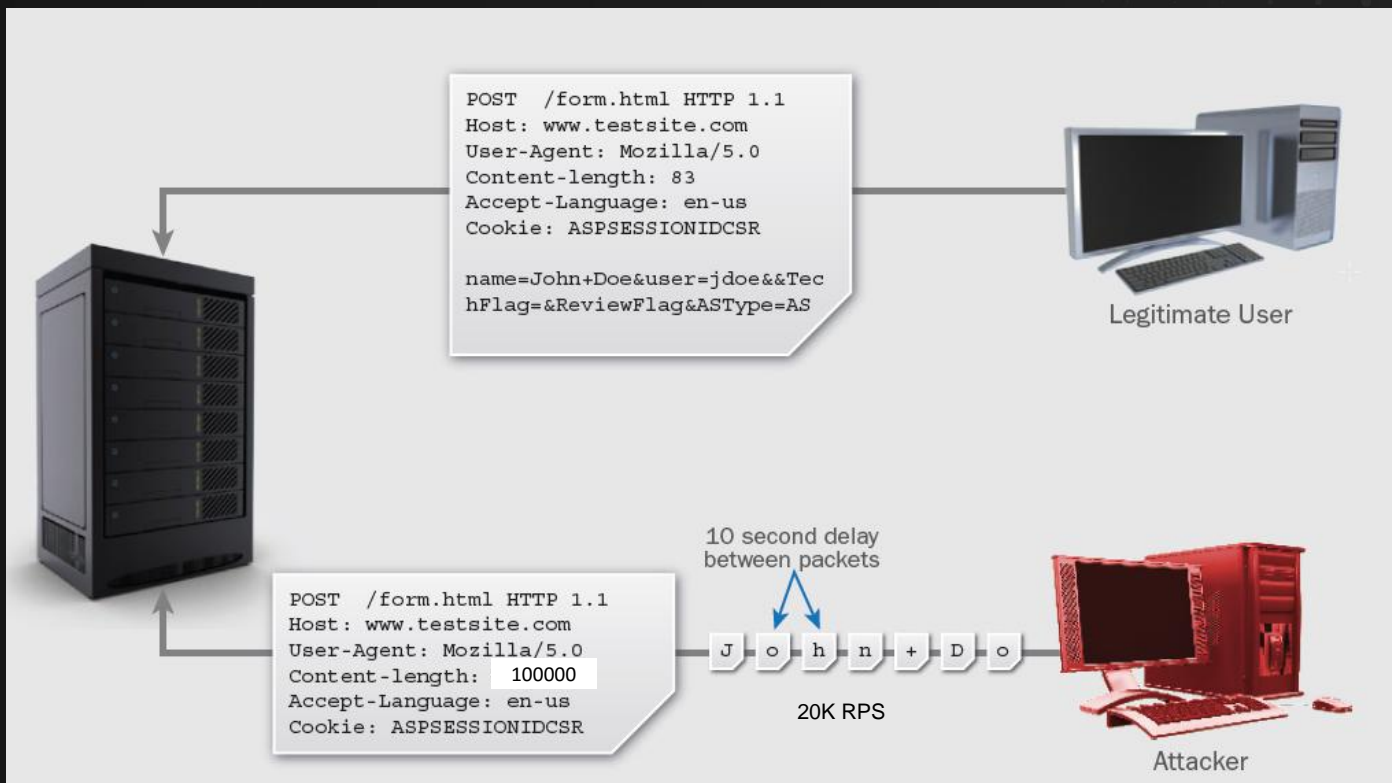 POST /form.html HTTP 1.1
Host: www.testsite.com
User-Agent: Mozilla/5.0
Content-length: 83
Accept-Language: en-us
Cookie: ASPSESSIONIDCSR
name=John+Doe&user=jdoe&&Tec
hFlag=&ReviewFlag&ASType=AS
Legitimate User
10 second delay
between packets
POST /form.html HTTP 1.1
Host: www.testsite.com
User-Agent: Mozilla/5.0
Content-length: 100000
Accept-Language: en-us
Cookie: ASPSESSIONIDCSR
J o h n + D o
20K RPS
Attacker